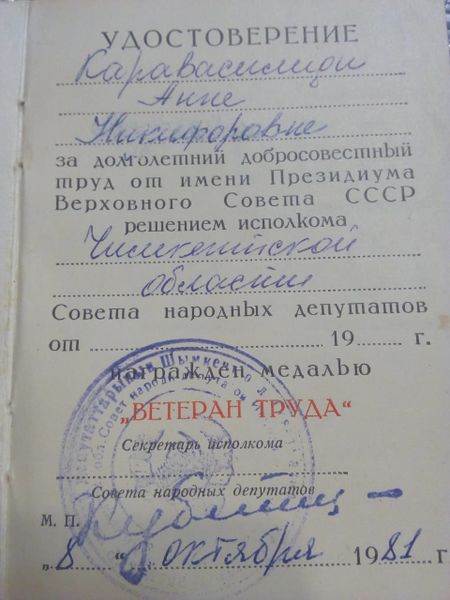 УДОСТОВЕРЕНИЕ
Каравасилиди
Анне
Никифоровне
за долголетний добросовестный
труд от имени Президиума
Верховного Совета СССР
решением исполкома
Чимкентской
области
Совета народных депутатов
от 19 г.
награжден медалью
„ВЕТЕРАН ТРУДА“
Секретарь исполкома
Совета народных депутатов
М. П.
„8“ октября 1981 г